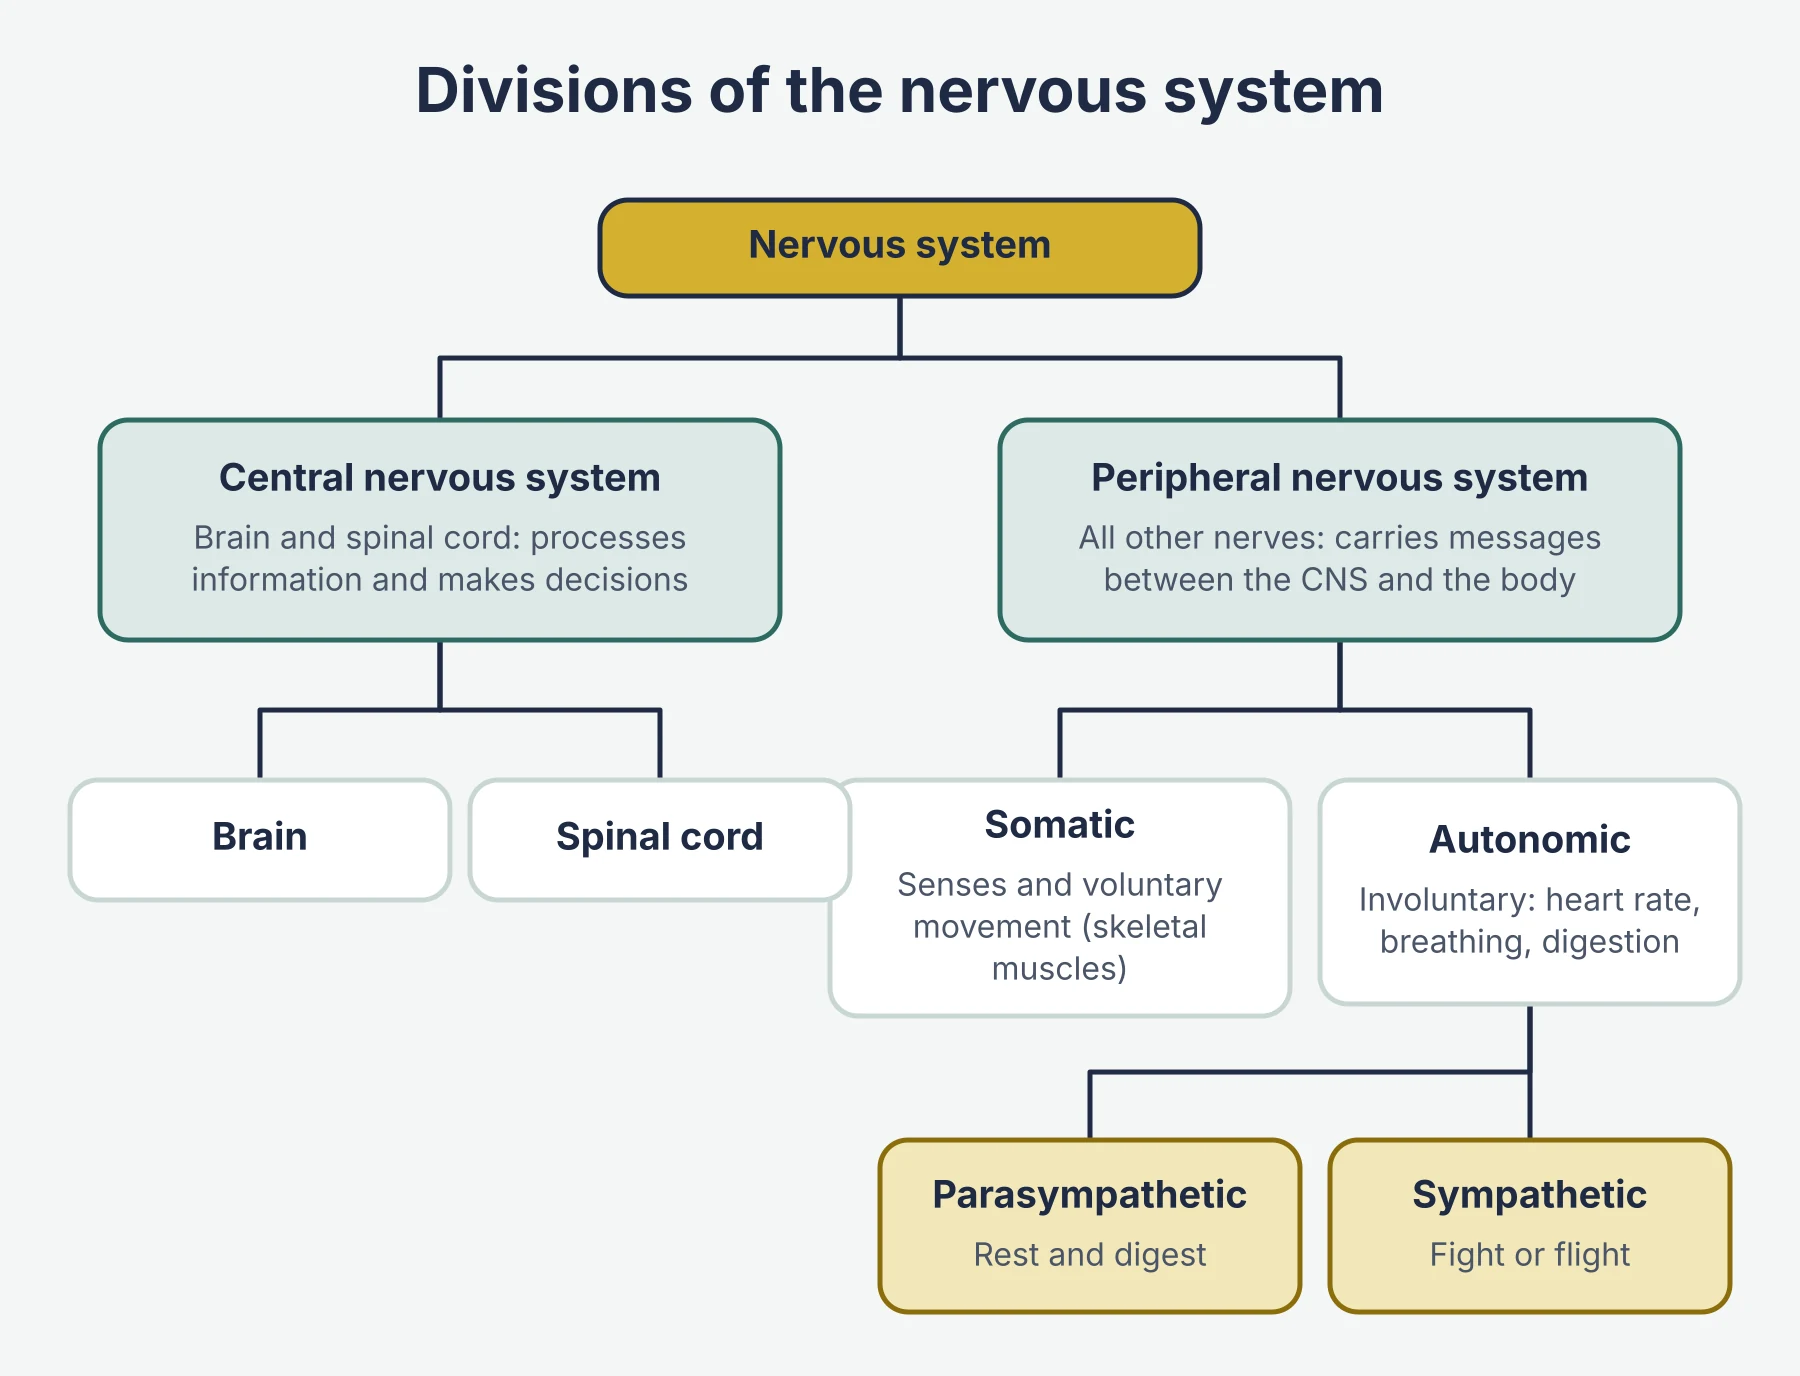 Divisions of the nervous system
Nervous system
Central nervous system
Brain and spinal cord: processes
information and makes decisions
Peripheral nervous system
All other nerves: carries messages
between the CNS and the body
Brain
Spinal cord
Somatic
Senses and voluntary
movement (skeletal
muscles)
Autonomic
Involuntary: heart rate,
breathing, digestion
Parasympathetic
Rest and digest
Sympathetic
Fight or flight